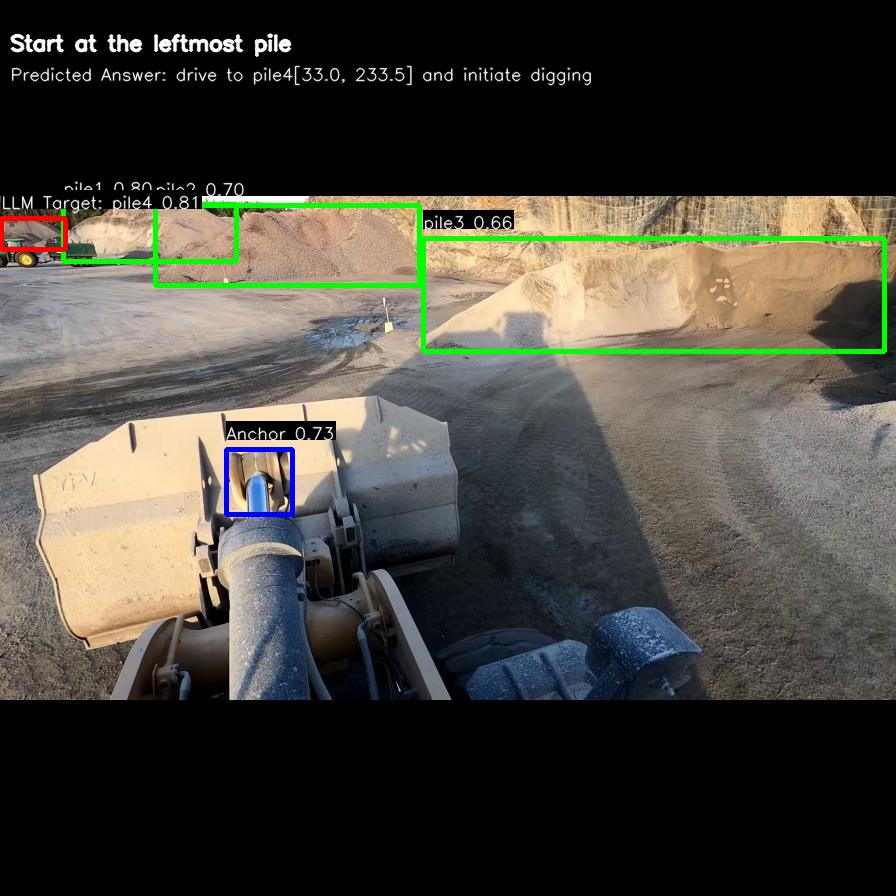 Start at the leftmost pile
Predicted Answer: drive to pile4[33.0, 233.5] and initiate digging
pile1 0.80 pile2 0.70
LLM Target: pile4 0.81
pile3 0.66
Anchor 0.73